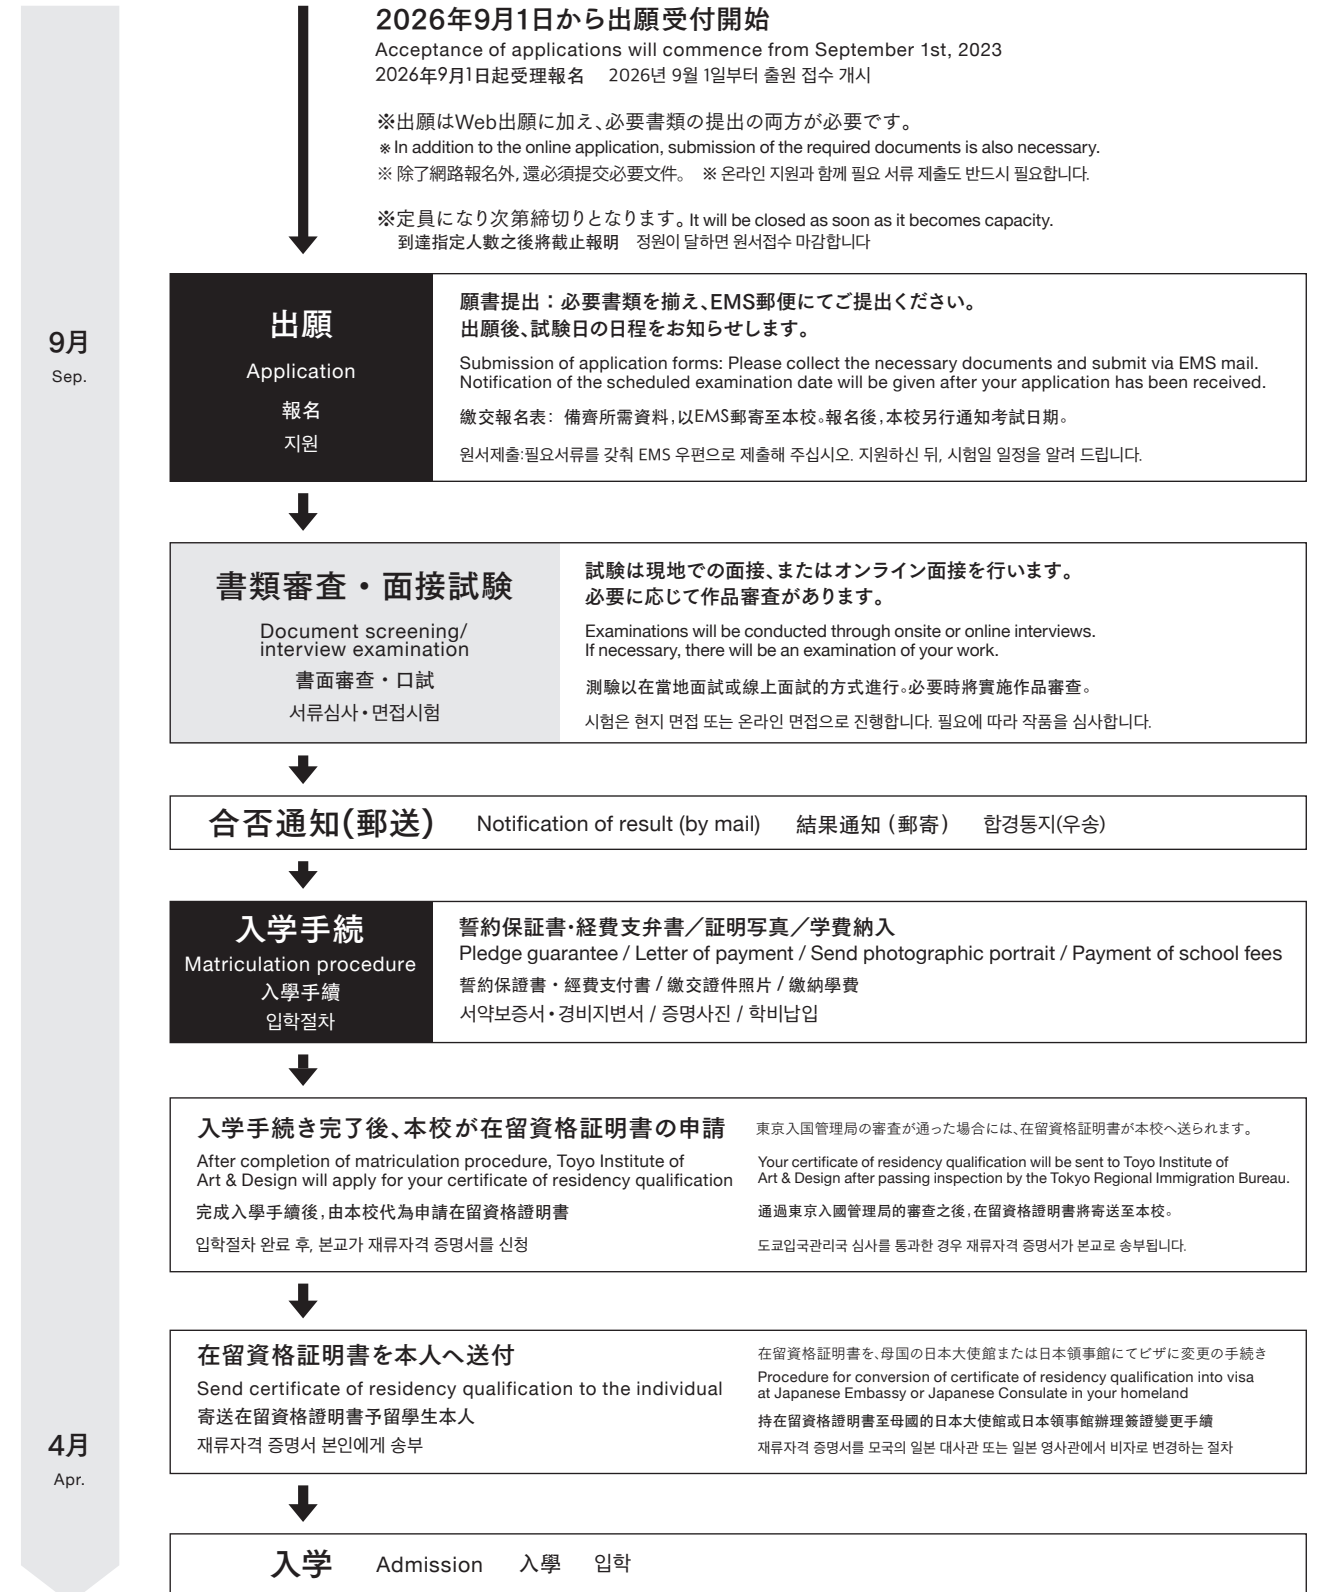 2026年9月1日から出願受付開始
Acceptance of applications will commence from September 1st, 2023
2026年9月1日起受理報名 2026년 9월 1일부터 출원 접수 개시
※出願はWeb出願に加え、必要書類の提出の両方が必要です。
※ In addition to the online application, submission of the required documents is also necessary.
※ 除了網路報名外，還必須提交必要文件。 ※ 온라인 지원과 함께 필요 서류 제출도 반드시 필요합니다.
※定員になり次第締切りとなります。It will be closed as soon as it becomes capacity.
到達指定人數之後將截止報明 정원이 달하면 원서접수 마감합니다
9月
Sep.
出願
Application
報名
지원
願書提出：必要書類を揃え、EMS郵便にてご提出ください。
出願後、試験日の日程をお知らせします。
Submission of application forms: Please collect the necessary documents and submit via EMS mail.
Notification of the scheduled examination date will be given after your application has been received.
繳交報名表： 備齊所需資料，以EMS郵寄至本校。報名後，本校另行通知考試日期。
원서제출:필요서류를 갖춰 EMS 우편으로 제출해 주십시오. 지원하신 뒤, 시험일 일정을 알려 드립니다.
書類審査・面接試験
Document screening/
interview examination
書面審查・口試
서류심사・면접시험
試験は現地での面接、またはオンライン面接を行います。
必要に応じて作品審査があります。
Examinations will be conducted through onsite or online interviews.
If necessary, there will be an examination of your work.
測驗以在當地面試或線上面試的方式進行。必要時將實施作品審查。
시험은 현지 면접 또는 온라인 면접으로 진행합니다. 필요에 따라 작품을 심사합니다.
合否通知(郵送) Notification of result (by mail) 結果通知（郵寄） 합경통지(우송)
入学手続
Matriculation procedure
入學手續
입학절차
誓約保証書・経費支弁書／証明写真／学費納入
Pledge guarantee / Letter of payment / Send photographic portrait / Payment of school fees
誓約保證書・經費支付書 / 繳交證件照片 / 繳納學費
서약보증서・경비지변서 / 증명사진 / 학비납입
入学手続き完了後、本校が在留資格証明書の申請
After completion of matriculation procedure, Toyo Institute of
Art & Design will apply for your certificate of residency qualification
完成入學手續後，由本校代為申請在留資格證明書
입학절차 완료 후, 본교가 재류자격 증명서를 신청
東京入国管理局の審査が通った場合には、在留資格証明書が本校へ送られます。
Your certificate of residency qualification will be sent to Toyo Institute of
Art & Design after passing inspection by the Tokyo Regional Immigration Bureau.
通過東京入國管理局的審查之後，在留資格證明書將寄送至本校。
도쿄입국관리국 심사를 통과한 경우 재류자격 증명서가 본교로 송부됩니다.
在留資格証明書を本人へ送付
Send certificate of residency qualification to the individual
寄送在留資格證明書予留學生本人
재류자격 증명서 본인에게 송부
在留資格証明書を、母国の日本大使館または日本領事館にてビザに変更の手続き
Procedure for conversion of certificate of residency qualification into visa
at Japanese Embassy or Japanese Consulate in your homeland
持在留資格證明書至母國的日本大使館或日本領事館辦理簽證變更手續
재류자격 증명서를 모국의 일본 대사관 또는 일본 영사관에서 비자로 변경하는 절차
4月
Apr.
入学 Admission 入學 입학